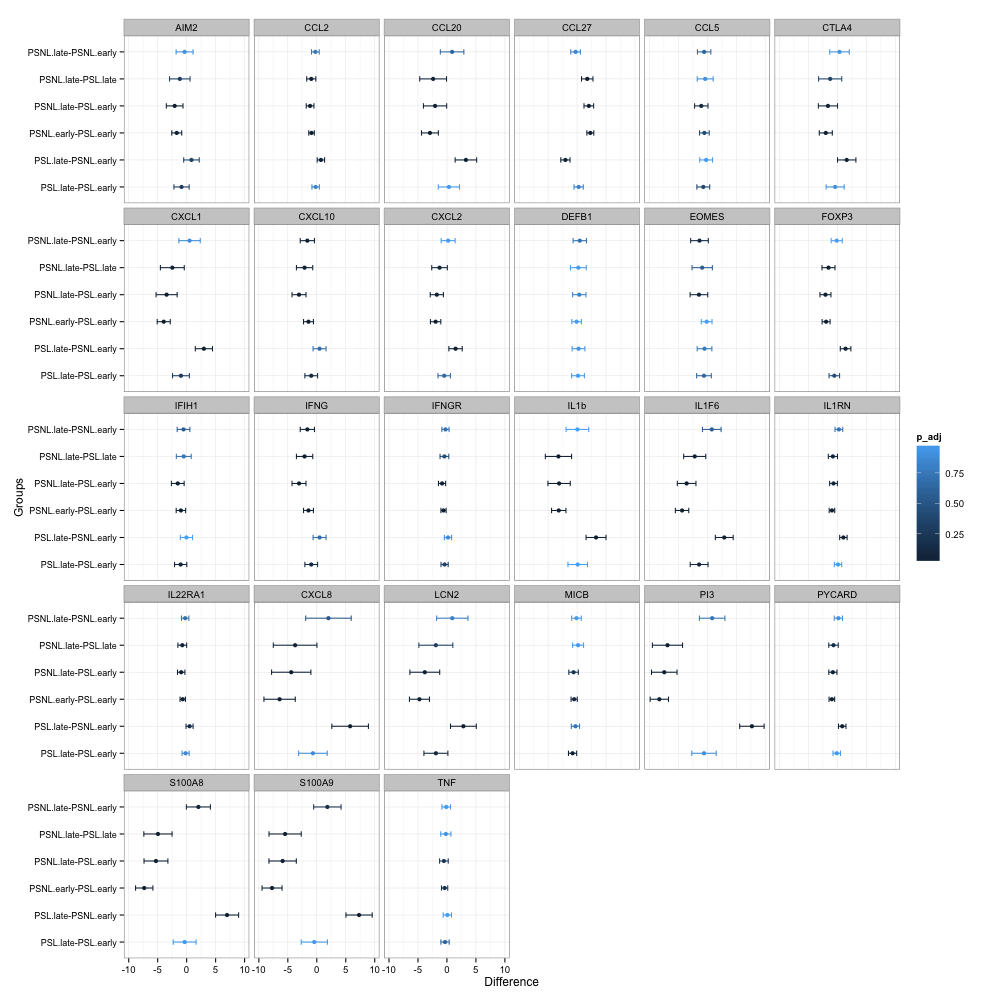 AIM2 CCL2 CCL20 CCL27 CCL5 CTLA4
PSNL.late-PSNL.early
PSNL.late-PSL.late
PSNL.late-PSL.early
PSNL.early-PSL.early
PSL.late-PSNL.early
PSL.late-PSL.early
CXCL1 CXCL10 CXCL2 DEFB1 EOMES FOXP3
PSNL.late-PSNL.early
PSNL.late-PSL.late
PSNL.late-PSL.early
PSNL.early-PSL.early
PSL.late-PSNL.early
PSL.late-PSL.early
IFIH1 IFNG IFNGR IL1b IL1F6 IL1RN
PSNL.late-PSNL.early
PSNL.late-PSL.late
PSNL.late-PSL.early
PSNL.early-PSL.early
PSL.late-PSNL.early
PSL.late-PSL.early
Groups
p_adj
0.75
0.50
0.25
IL22RA1 CXCL8 LCN2 MICB PI3 PYCARD
PSNL.late-PSNL.early
PSNL.late-PSL.late
PSNL.late-PSL.early
PSNL.early-PSL.early
PSL.late-PSNL.early
PSL.late-PSL.early
S100A8 S100A9 TNF
PSNL.late-PSNL.early
PSNL.late-PSL.late
PSNL.late-PSL.early
PSNL.early-PSL.early
PSL.late-PSNL.early
PSL.late-PSL.early
-10 -5 0 5 10 -10 -5 0 5 10 -10 -5 0 5 10
Difference